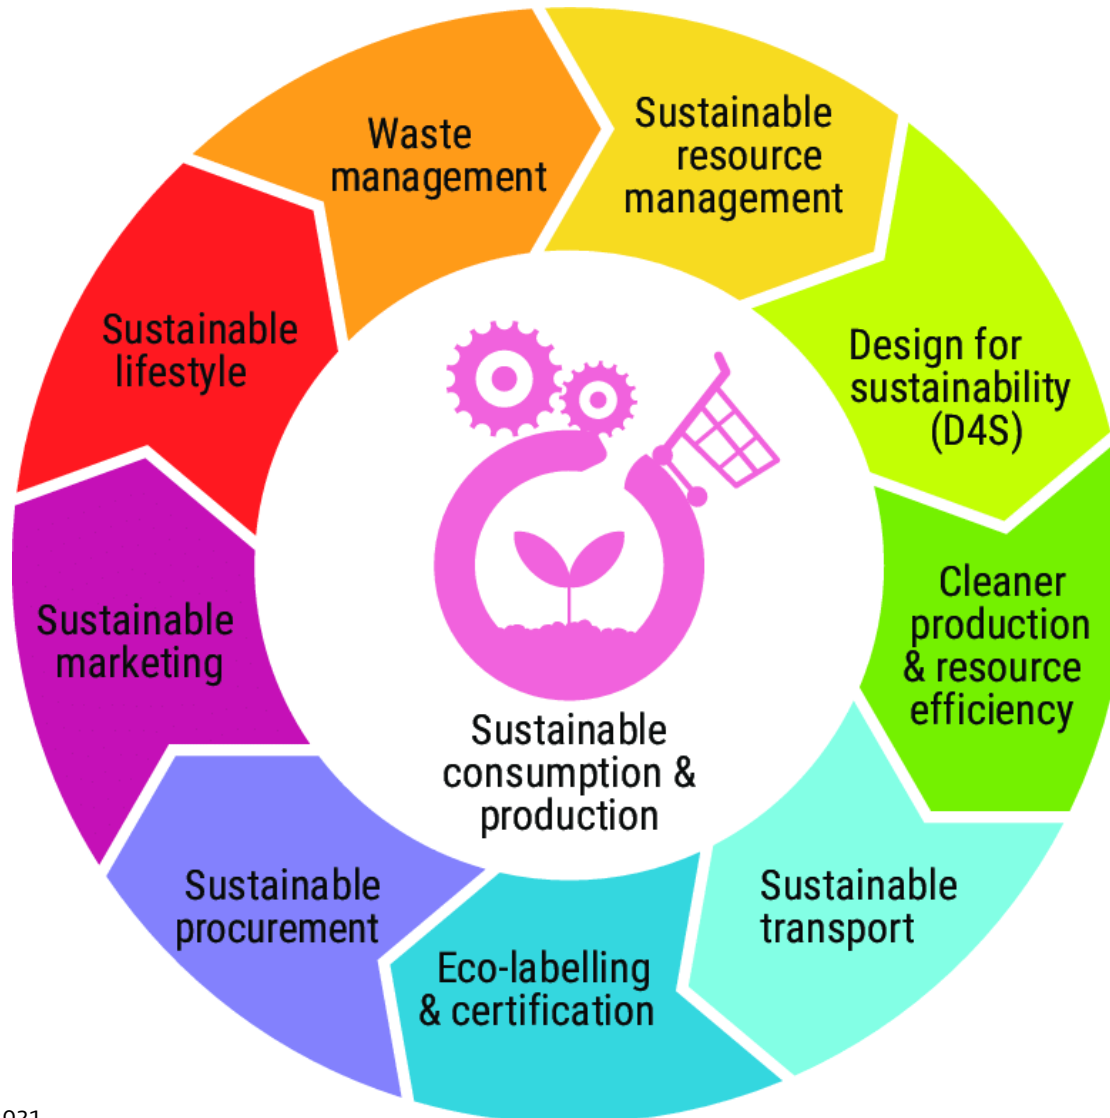 Waste
management
Sustainable
resource
management
Design for
sustainability
(D4S)
Cleaner
production
& resource
efficiency
Sustainable
transport
Eco-labelling
& certification
Sustainable
procurement
Sustainable
marketing
Sustainable
lifestyle
Sustainable
consumption &
production